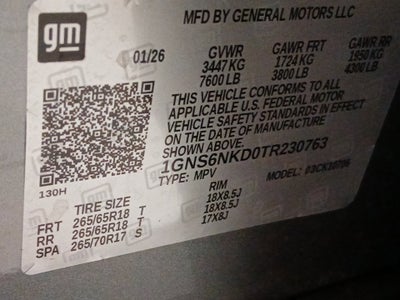 MFD BY GENERAL MOTORS LLC
gm
01/26 GVWR GAWR FRT GAWR RR
3447 KG 1724 KG 1950 KG
7600 LB 3800 LB 4300 LB
THIS VEHICLE CONFORMS TO ALL
APPLICABLE U.S. FEDERAL MOTOR
VEHICLE SAFETY STANDARDS IN EFFECT
ON THE DATE OF MANUFACTURE
SHOWN ABOVE.
1GNS6NKD0TR230763
130H TYPE: MPV MODEL: 
TIRE SIZE RIM
FRT 265/65R18 T 18X8.5J
RR 265/65R18 T 18X8.5J
SPA 265/70R17 S 17X8J